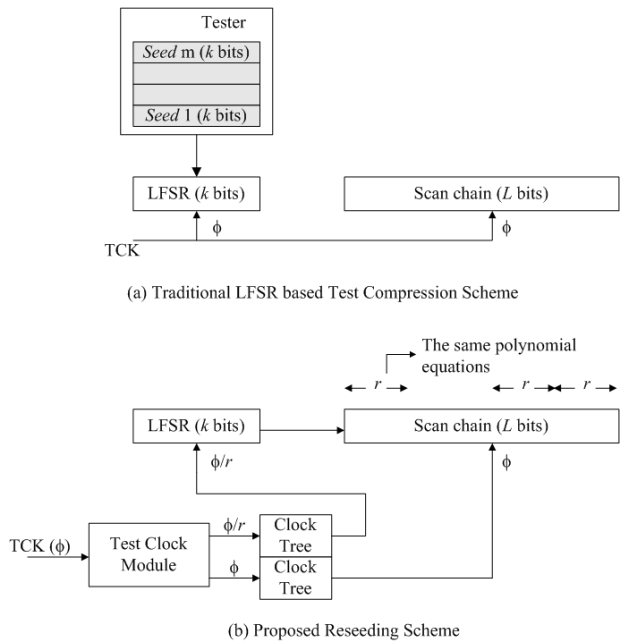 Tester
Seed m (k bits)
Seed 1 (k bits)
LFSR (k bits)
Scan chain (L bits)
ϕ
ϕ
TCK
(a) Traditional LFSR based Test Compression Scheme
The same polynomial
equations
r
r
r
LFSR (k bits)
Scan chain (L bits)
ϕ/r
ϕ
TCK (ϕ)
Test Clock
Module
ϕ/r
ϕ
Clock
Tree
Clock
Tree
(b) Proposed Reseeding Scheme